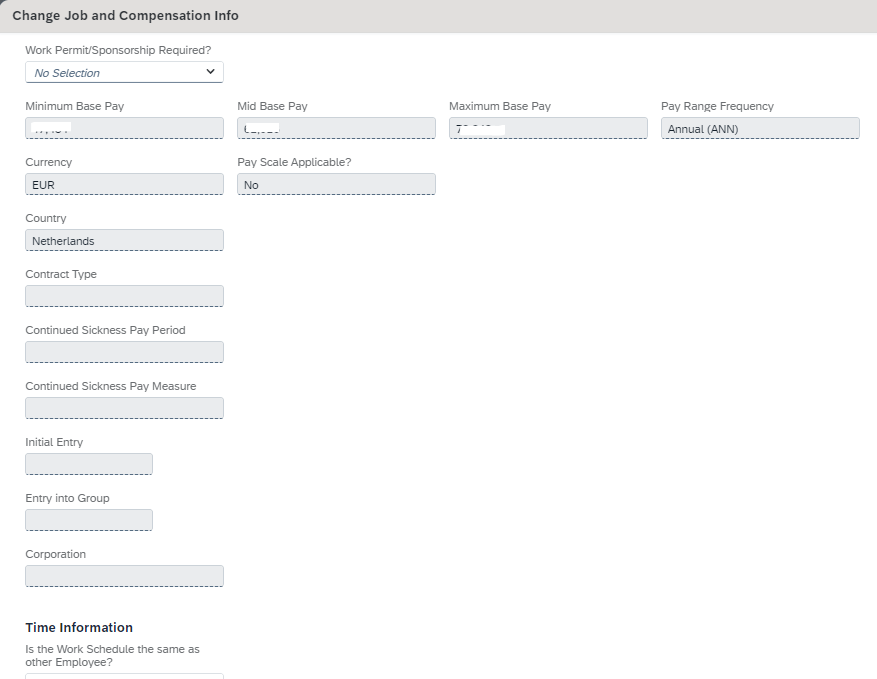 Change Job and Compensation Info
Work Permit/Sponsorship Required?
No Selection
Minimum Base Pay Mid Base Pay Maximum Base Pay Pay Range Frequency
Annual (ANN)
Currency Pay Scale Applicable?
EUR No
Country
Netherlands
Contract Type
Continued Sickness Pay Period
Continued Sickness Pay Measure
Initial Entry
Entry into Group
Corporation
Time Information
Is the Work Schedule the same as
other Employee?